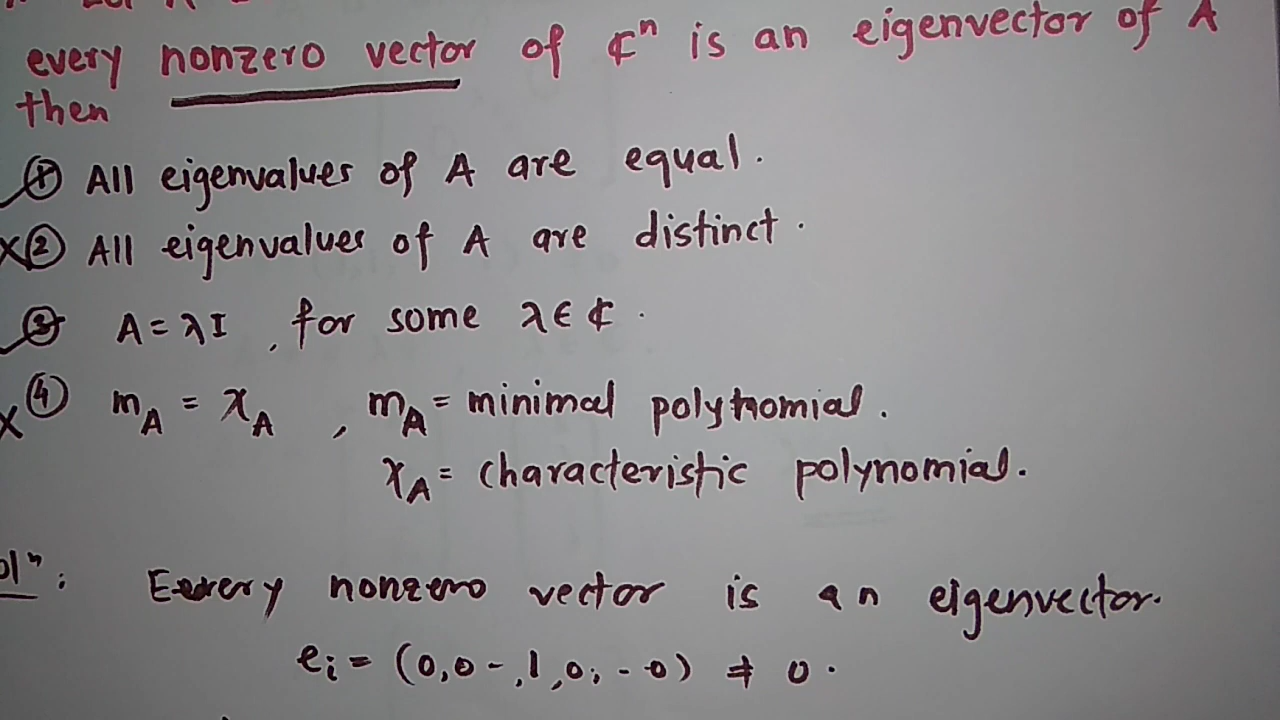 every nonzero vector of ¢ⁿ is an eigenvector of A
then
① All eigenvalues of A are equal.
×② All eigenvalues of A are distinct.
③ A = λI, for some λ ∈ ¢.
×④ m_A = χ_A , m_A = minimal polynomial.
χ_A = characteristic polynomial.
olⁿ: Every nonzero vector is an eigenvector.
e_i = (0,0 -,1,0, - 0) ≠ 0.